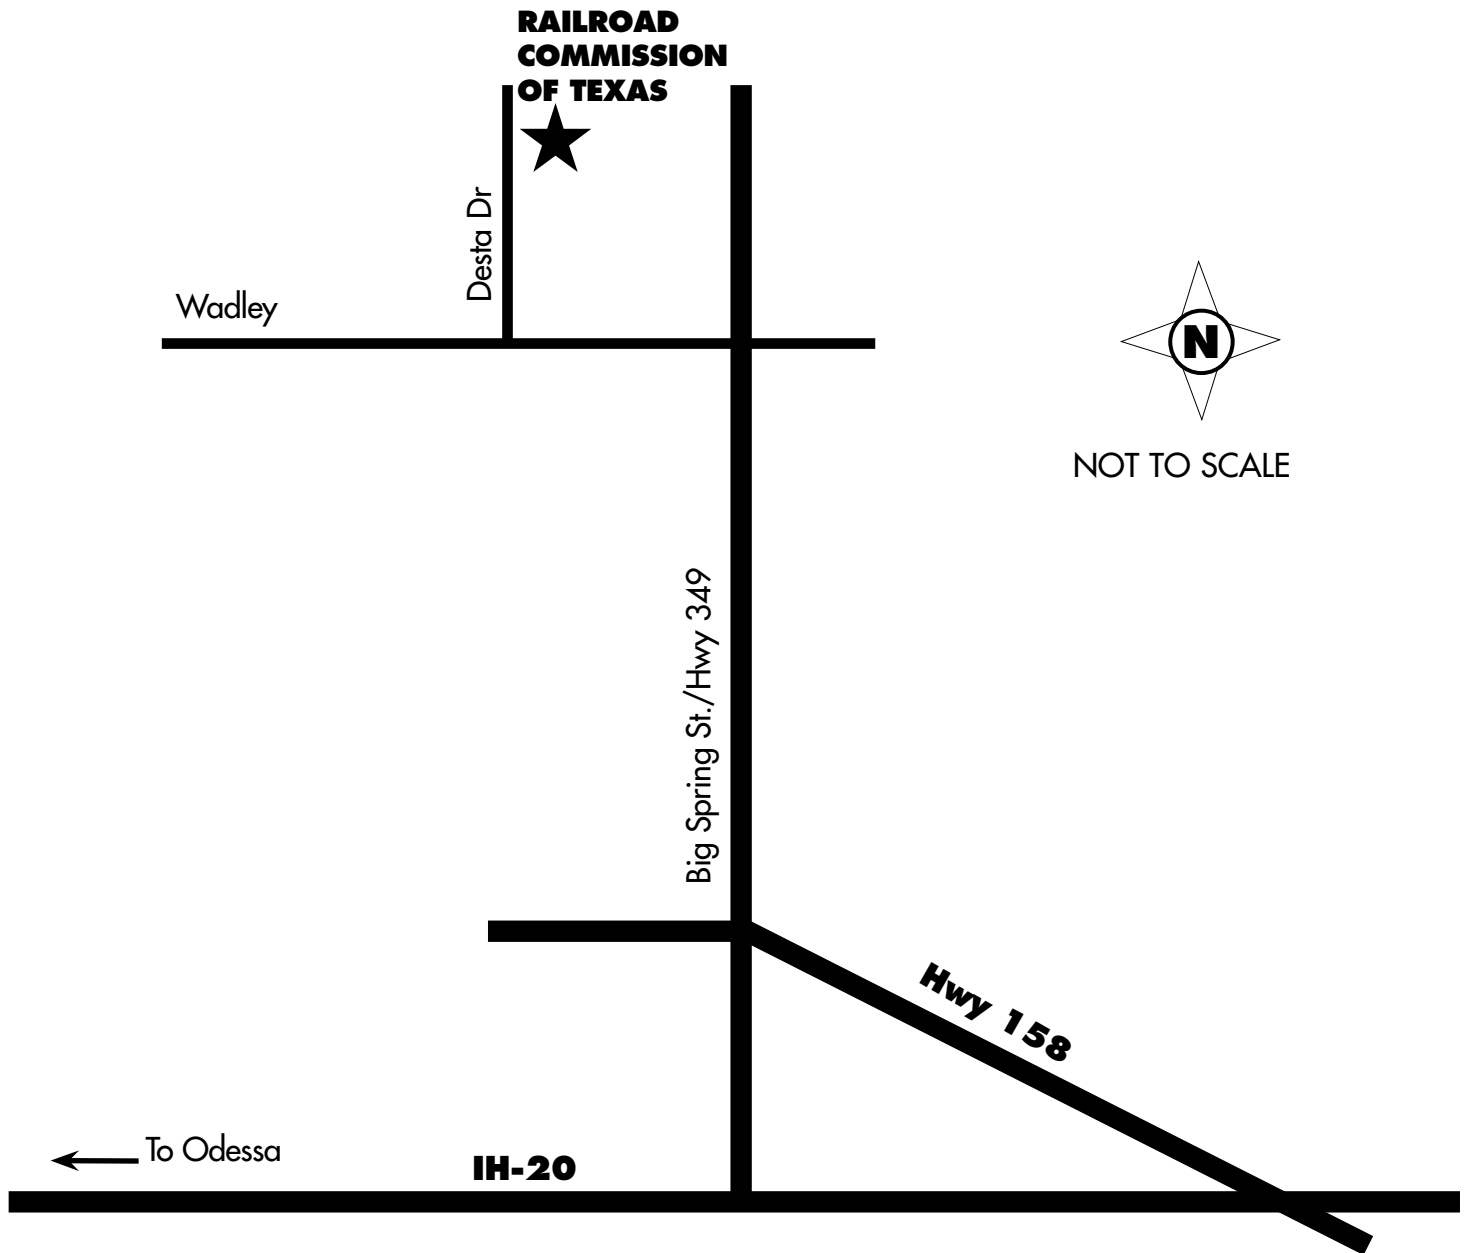 RAILROAD
COMMISSION
OF TEXAS
Desta Dr
Wadley
N
NOT TO SCALE
Big Spring St./Hwy 349
Hwy 158
To Odessa
IH-20